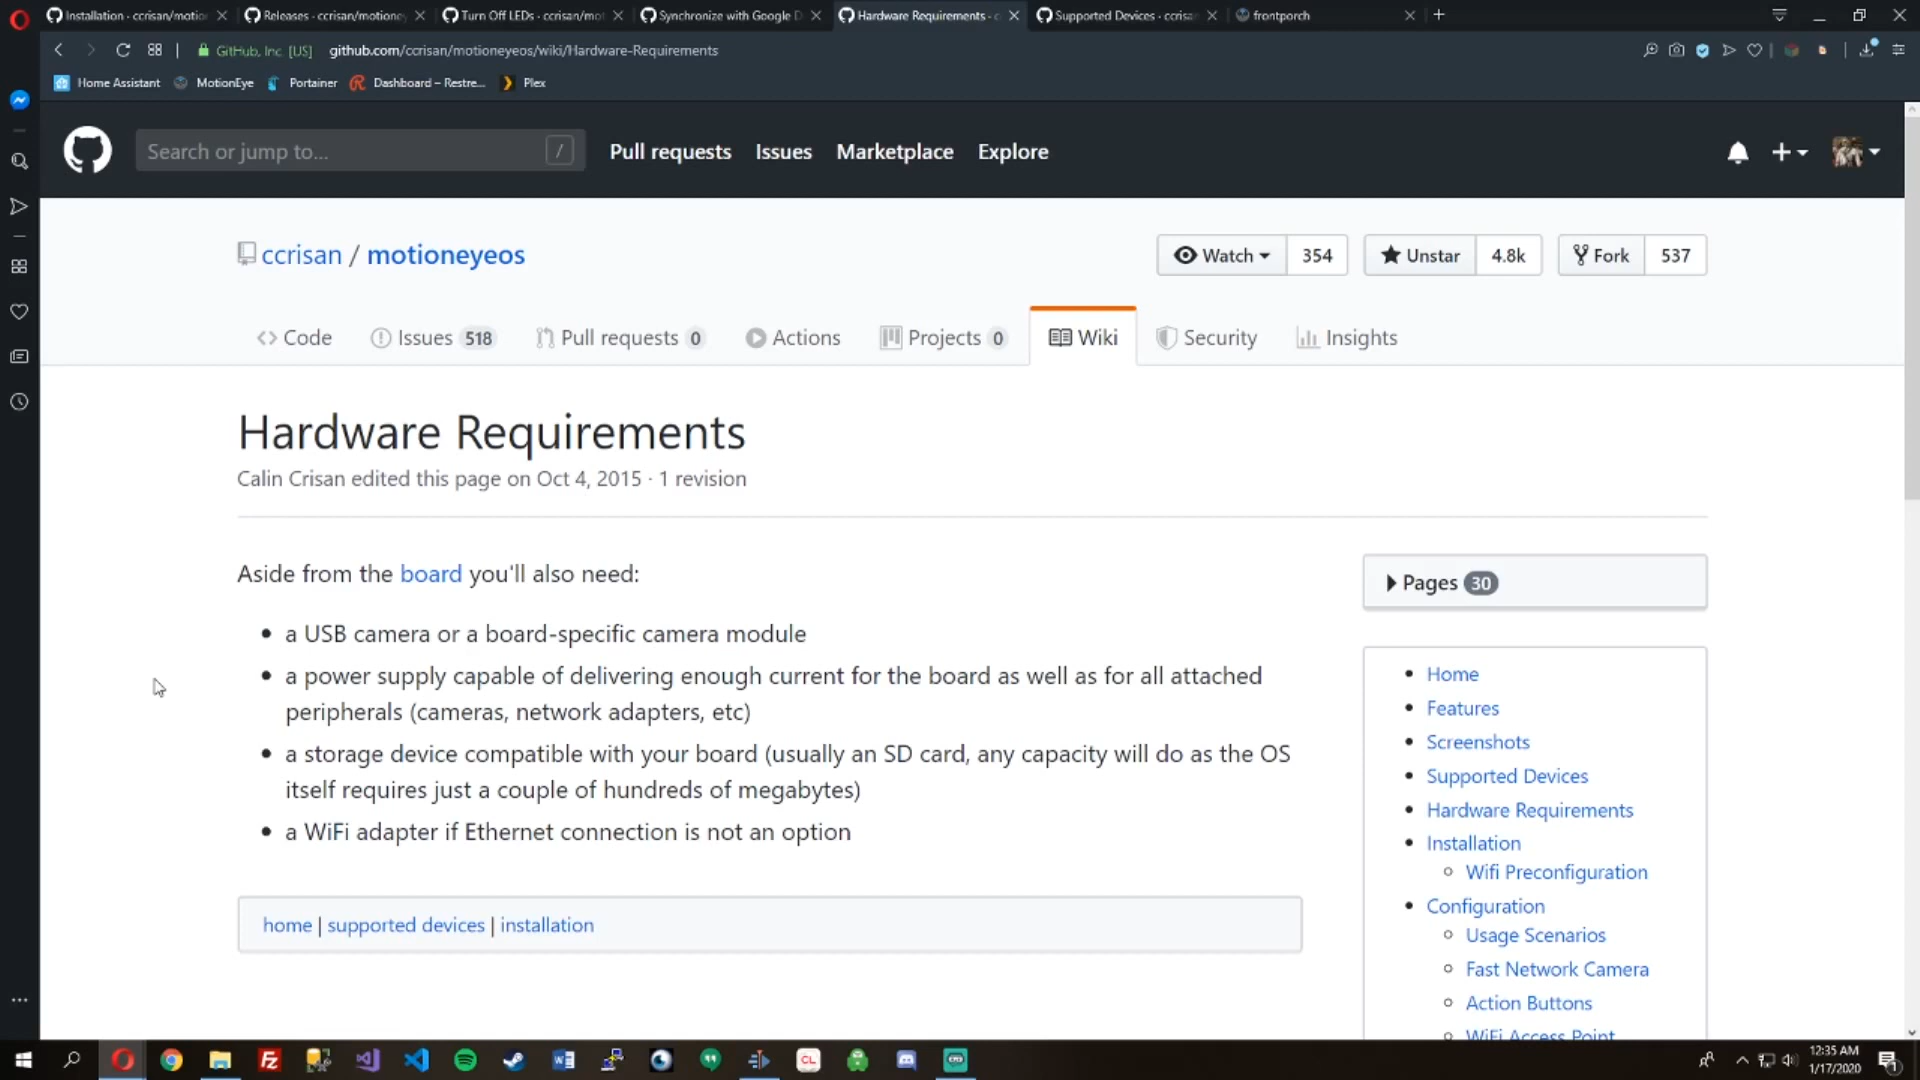 Installation · ccrisan/motion
Releases · ccrisan/motioney
Turn Off LEDs · ccrisan/mot
Synchronize with Google D
Hardware Requirements · c
Supported Devices · ccrisa
frontporch
GitHub, Inc. [US]
github.com/ccrisan/motioneyeos/wiki/Hardware-Requirements
Home Assistant
MotionEye
Portainer
Dashboard – Restre...
Plex
Search or jump to...
/
Pull requests
Issues
Marketplace
Explore
ccrisan / motioneyeos
Watch
354
Unstar
4.8k
Fork
537
Code
Issues 518
Pull requests 0
Actions
Projects 0
Wiki
Security
Insights
Hardware Requirements
Calin Crisan edited this page on Oct 4, 2015 · 1 revision
Aside from the board you'll also need:
• a USB camera or a board-specific camera module
• a power supply capable of delivering enough current for the board as well as for all attached
peripherals (cameras, network adapters, etc)
• a storage device compatible with your board (usually an SD card, any capacity will do as the OS
itself requires just a couple of hundreds of megabytes)
• a WiFi adapter if Ethernet connection is not an option
home | supported devices | installation
Pages 30
• Home
• Features
• Screenshots
• Supported Devices
• Hardware Requirements
• Installation
Wifi Preconfiguration
• Configuration
Usage Scenarios
Fast Network Camera
Action Buttons
WiFi Access Point
CL
12:35 AM
1/17/2020
1